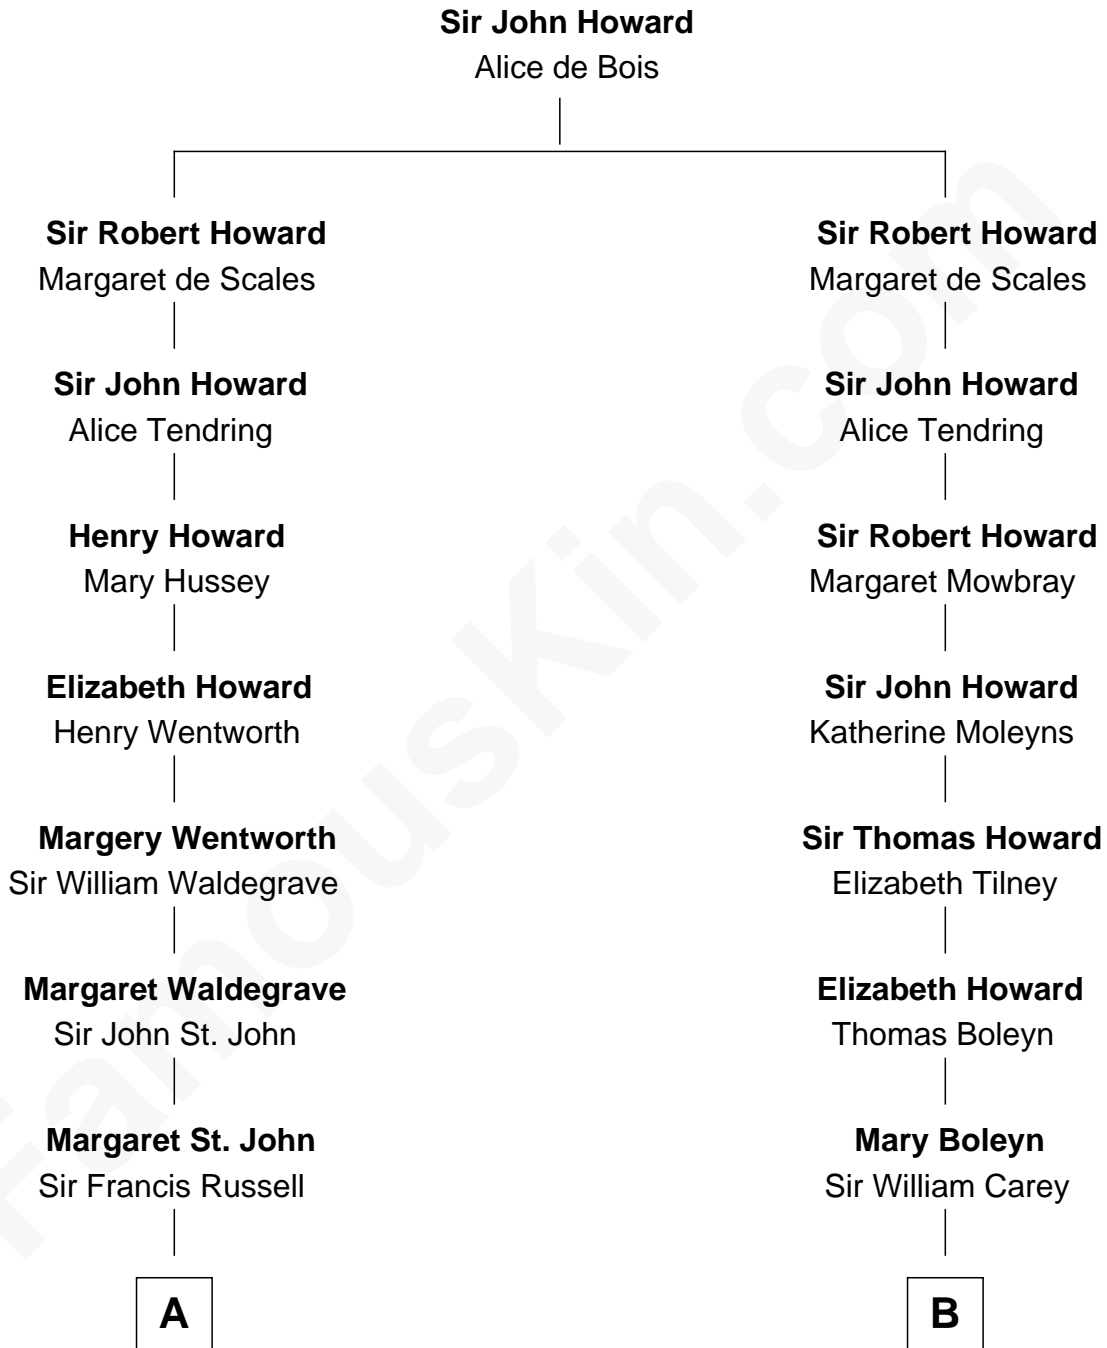 Sir John Howard
Alice de Bois
Sir Robert Howard
Margaret de Scales
Sir Robert Howard
Margaret de Scales
Sir John Howard
Alice Tendring
Sir John Howard
Alice Tendring
Henry Howard
Mary Hussey
Sir Robert Howard
Margaret Mowbray
Elizabeth Howard
Henry Wentworth
Sir John Howard
Katherine Moleyns
Margery Wentworth
Sir William Waldegrave
Sir Thomas Howard
Elizabeth Tilney
Margaret Waldegrave
Sir John St. John
Elizabeth Howard
Thomas Boleyn
Margaret St. John
Sir Francis Russell
Mary Boleyn
Sir William Carey
A
B
FamousKin.com